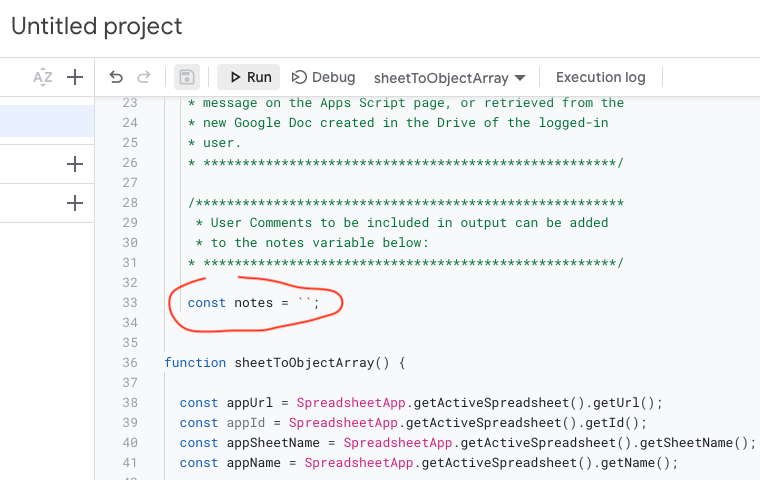 Untitled project
AZ
Run
Debug
sheetToObjectArray
Execution log
23 * message on the Apps Script page, or retrieved from the
24 * new Google Doc created in the Drive of the logged-in
25 * user.
26 * *****************************************************/
27
28 /*******************************************************
29 * User Comments to be included in output can be added
30 * to the notes variable below:
31 * *****************************************************/
32
33 const notes = ``;
34
35
36 function sheetToObjectArray() {
37
38 const appUrl = SpreadsheetApp.getActiveSpreadsheet().getUrl();
39 const appId = SpreadsheetApp.getActiveSpreadsheet().getId();
40 const appSheetName = SpreadsheetApp.getActiveSpreadsheet().getSheetName();
41 const appName = SpreadsheetApp.getActiveSpreadsheet().getName();